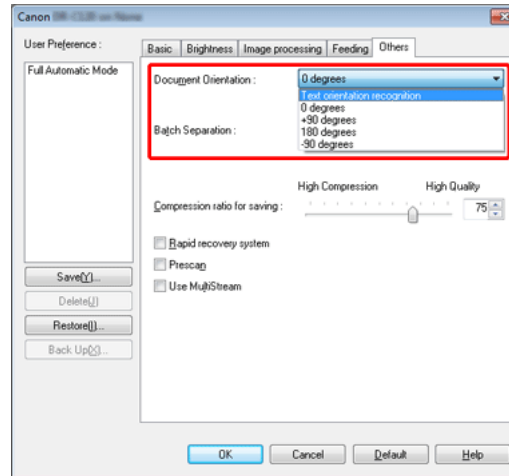 Canon
User Preference :
Full Automatic Mode
Save(Y)...
Delete(J)
Restore(I)...
Back Up(X)...
Basic Brightness Image processing Feeding Others
Document Orientation : 0 degrees
Text orientation recognition
0 degrees
+90 degrees
180 degrees
-90 degrees
Batch Separation :
High Compression High Quality
Compression ratio for saving : 75
Rapid recovery system
Prescan
Use MultiStream
OK Cancel Default Help